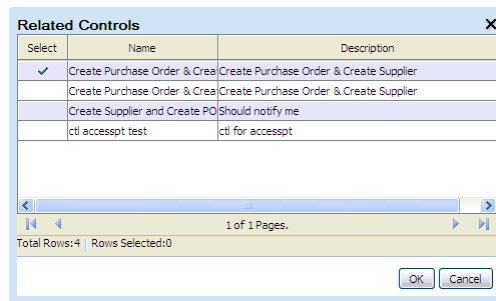 Related Controls
Select Name Description
Create Purchase Order & Crea Create Purchase Order & Create Supplier
Create Purchase Order & Crea Create Purchase Order & Create Supplier
Create Supplier and Create PO Should notify me
ctl accesspt test ctl for accesspt
1 of 1 Pages.
Total Rows:4 Rows Selected:0
OK Cancel